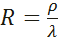 R = ρ/λ